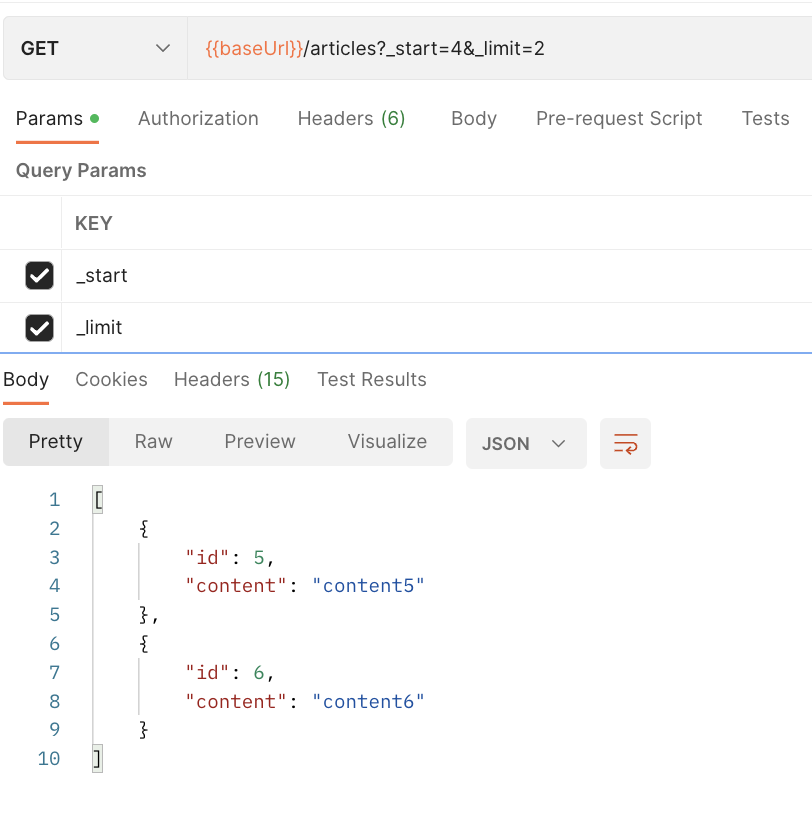 GET {{baseUrl}}/articles?_start=4&_limit=2
Params Authorization Headers (6) Body Pre-request Script Tests
Query Params
KEY
_start
_limit
Body Cookies Headers (15) Test Results
Pretty Raw Preview Visualize JSON
1 [
2 {
3 "id": 5,
4 "content": "content5"
5 },
6 {
7 "id": 6,
8 "content": "content6"
9 }
10 ]